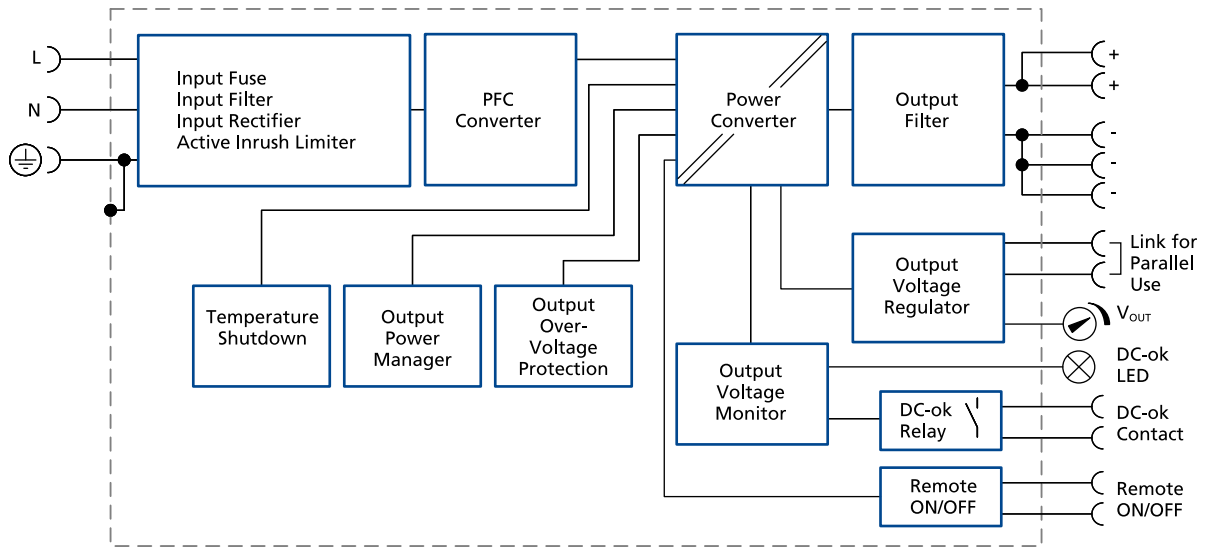 L
N
Input Fuse
Input Filter
Input Rectifier
Active Inrush Limiter
PFC
Converter
Power
Converter
Output
Filter
+
+
-
-
-
Temperature
Shutdown
Output
Power
Manager
Output
Over-
Voltage
Protection
Output
Voltage
Regulator
Link for
Parallel
Use
VOUT
Output
Voltage
Monitor
DC-ok
LED
DC-ok
Relay
DC-ok
Contact
Remote
ON/OFF
Remote
ON/OFF